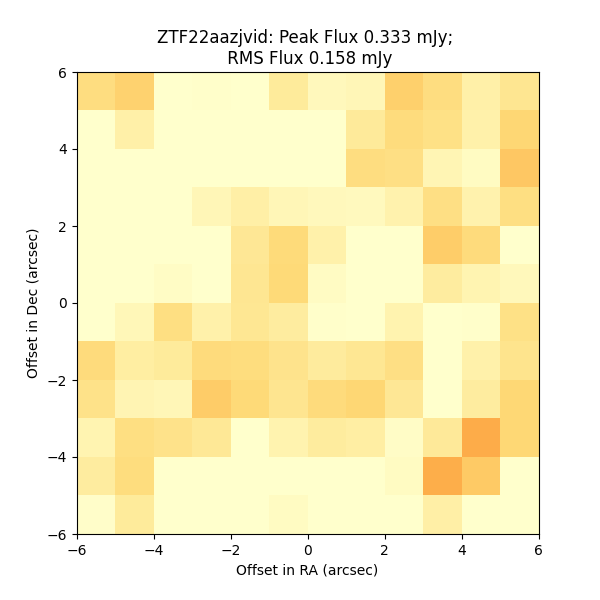 ZTF22aazjvid: Peak Flux 0.333 mJy;
RMS Flux 0.158 mJy
6
4
2
0
−2
−4
−6
Offset in Dec (arcsec)
−6 −4 −2 0 2 4 6
Offset in RA (arcsec)